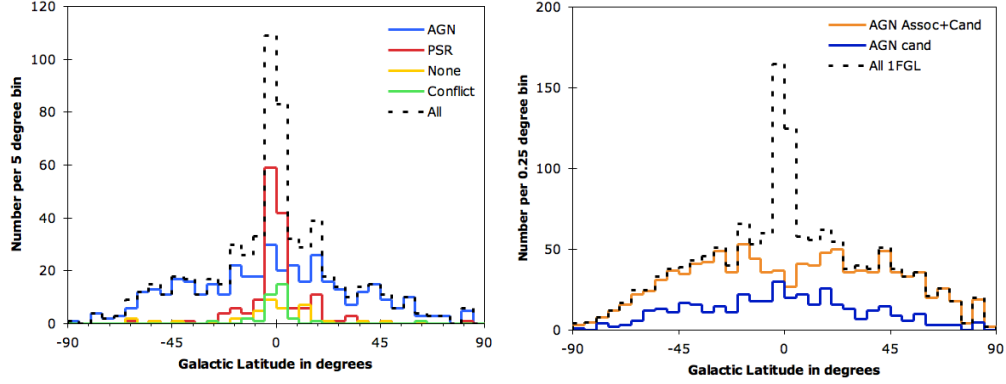 120
100
80
60
40
20
0
Number per 5 degree bin
AGN
PSR
None
Conflict
All
-90
-45
0
45
90
Galactic Latitude in degrees
200
150
100
50
0
Number per 0.25 degree bin
AGN Assoc+Cand
AGN cand
All 1FGL
-90
-45
0
45
90
Galactic Latitude in degrees